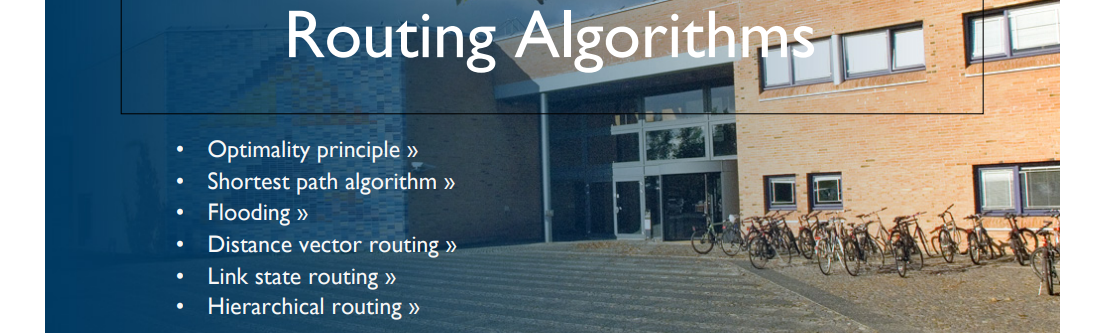 Routing Algorithms
• Optimality principle »
• Shortest path algorithm »
• Flooding »
• Distance vector routing »
• Link state routing »
• Hierarchical routing »